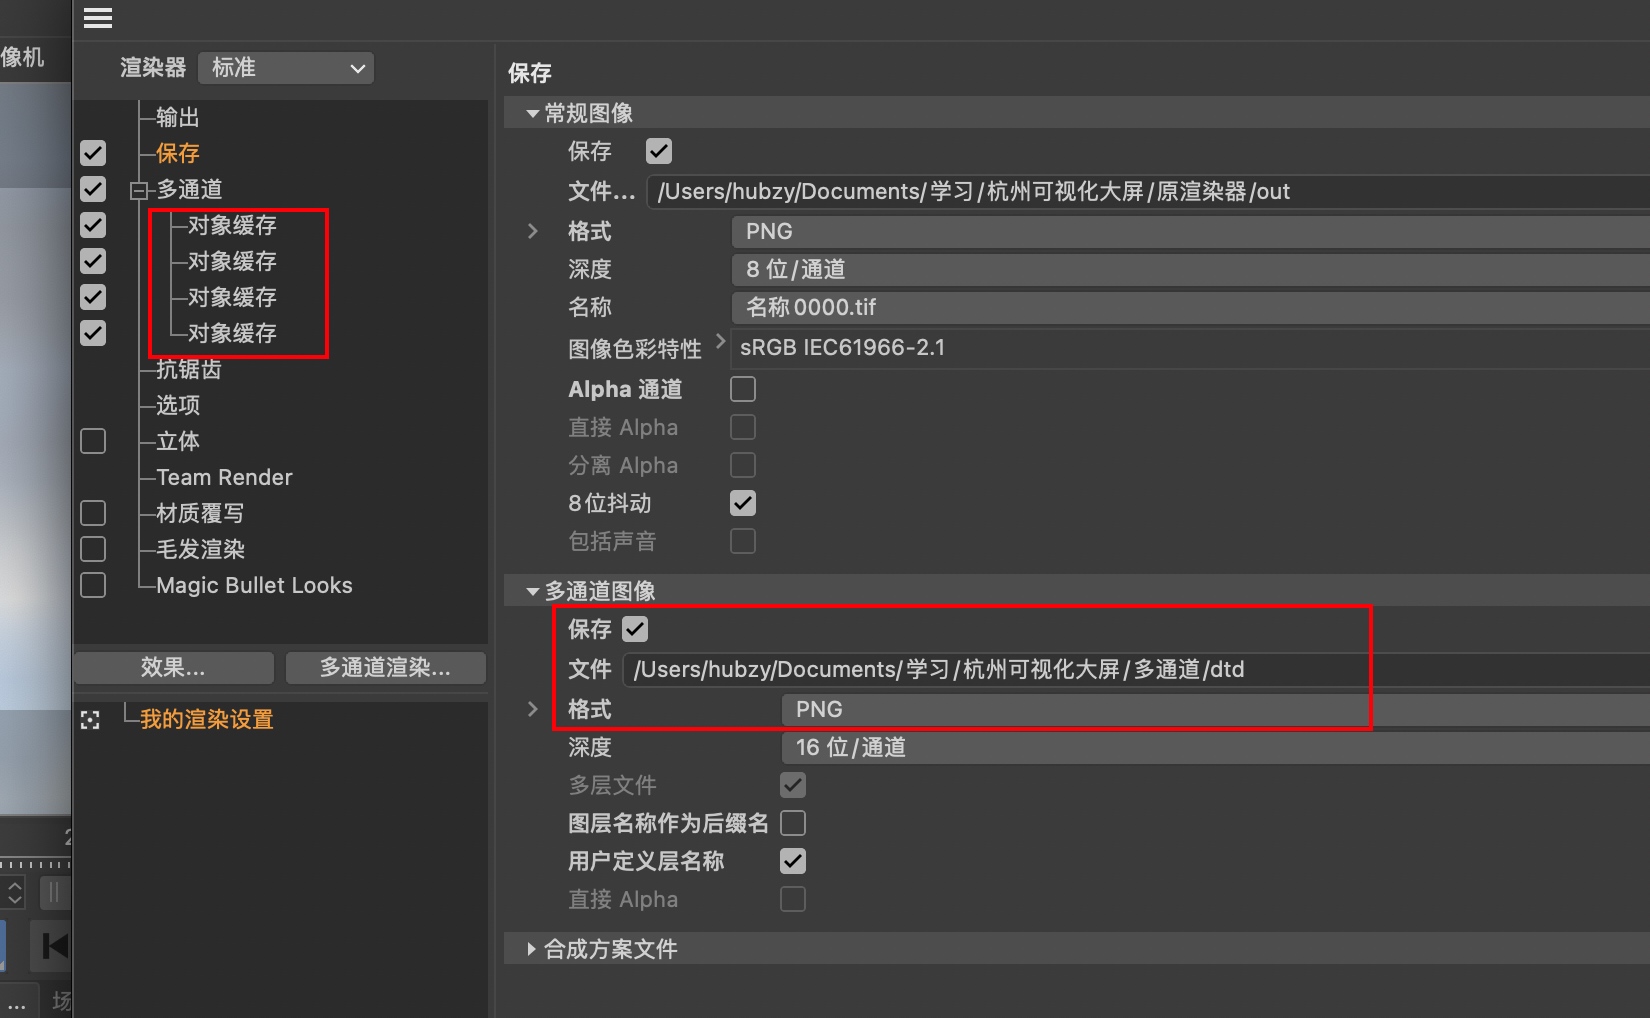 像机
渲染器 标准
输出
保存
多通道
对象缓存
对象缓存
对象缓存
对象缓存
抗锯齿
选项
立体
Team Render
材质覆写
毛发渲染
Magic Bullet Looks
效果... 多通道渲染...
我的渲染设置
2
...
场
保存
常规图像
保存
文件... /Users/hubzy/Documents/学习/杭州可视化大屏/原渲染器/out
格式 PNG
深度 8 位/通道
名称 名称0000.tif
图像色彩特性 sRGB IEC61966-2.1
Alpha 通道
直接 Alpha
分离 Alpha
8位抖动
包括声音
多通道图像
保存
文件 /Users/hubzy/Documents/学习/杭州可视化大屏/多通道/dtd
格式 PNG
深度 16 位/通道
多层文件
图层名称作为后缀名
用户定义层名称
直接 Alpha
合成方案文件